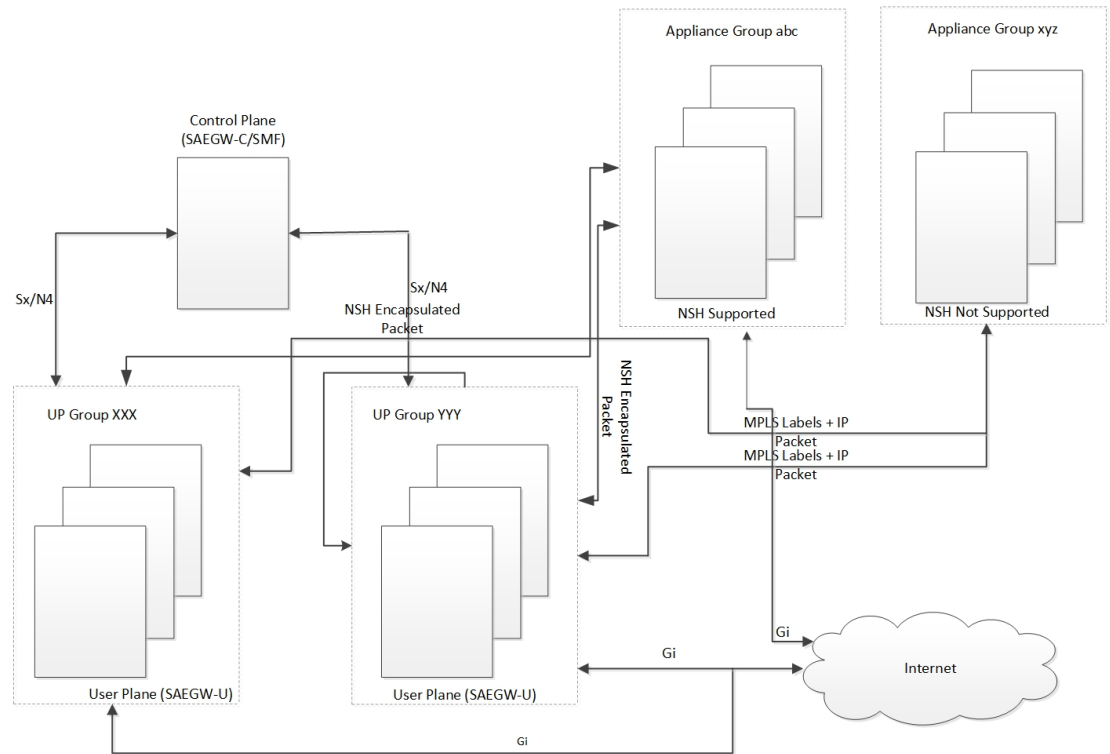 Appliance Group abc
Appliance Group xyz
Control Plane
(SAEGW-C/SMF)
Sx/N4
Sx/N4
NSH Encapsulated
Packet
NSH Supported
NSH Not Supported
NSH Encapsulated
Packet
UP Group XXX
UP Group YYY
MPLS Labels + IP
Packet
MPLS Labels + IP
Packet
Gi
Gi
Internet
User Plane (SAEGW-U)
User Plane (SAEGW-U)
Gi